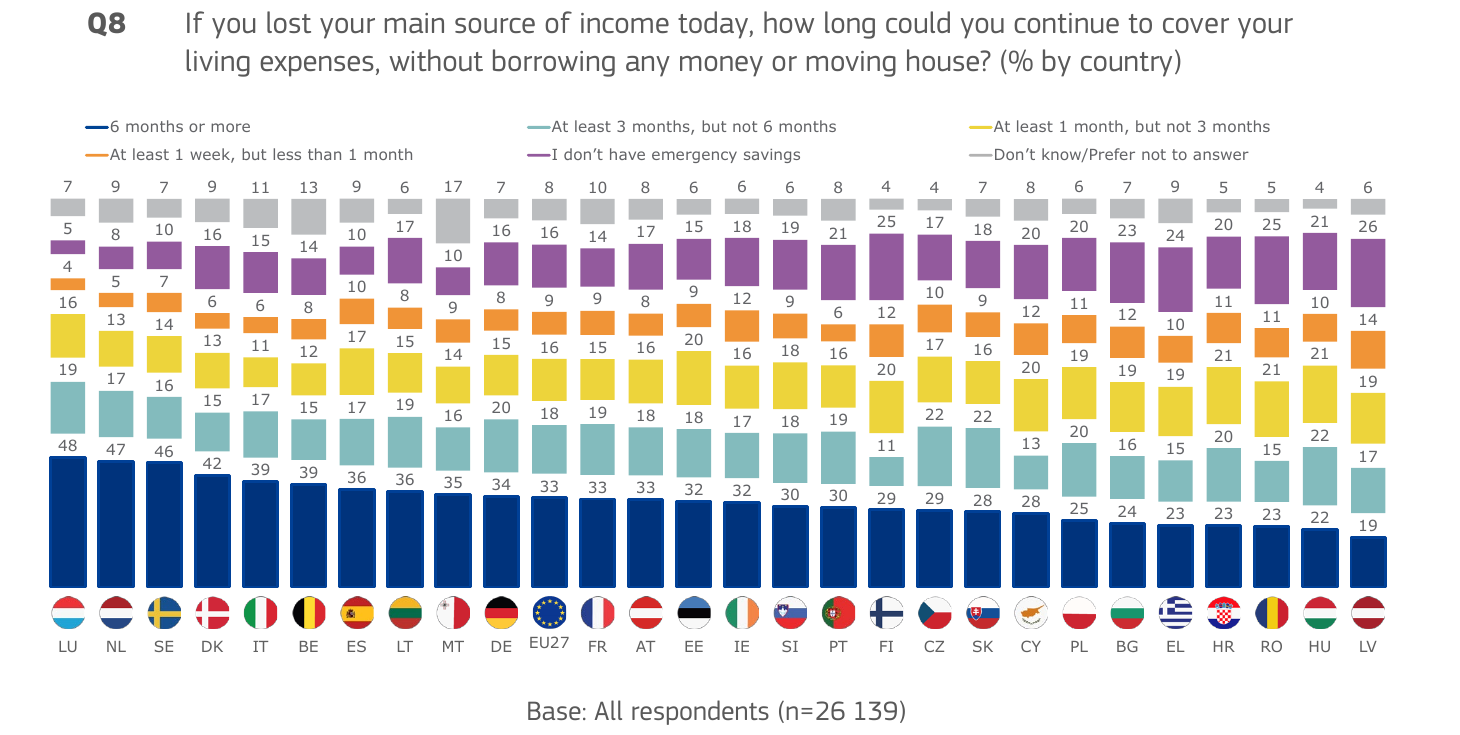 Q8 If you lost your main source of income today, how long could you continue to cover your
living expenses, without borrowing any money or moving house? (% by country)
6 months or more At least 3 months, but not 6 months At least 1 month, but not 3 months
At least 1 week, but less than 1 month I don't have emergency savings Don't know/Prefer not to answer
7 9 7 9 11 13 9 6 17 7 8 10 8 6 6 6 8 4 4 7 8 6 7 9 5 5 4 6
5 8 10 16 15 14 10 17 10 16 16 14 17 15 18 19 21 25 17 18 20 20 23 24 20 25 21 26
4 5 7 6 6 8 10 8 9 8 9 9 8 9 12 9 6 12 10 9 12 11 12 10 11 11 10 14
16 13 14 13 11 12 17 15 14 15 16 15 16 20 16 18 16 20 17 16 20 19 19 19 21 21 21 19
19 17 16 15 17 15 17 19 16 20 18 19 18 18 17 18 19 11 22 22 13 20 16 15 20 15 22 17
48 47 46 42 39 39 36 36 35 34 33 33 33 32 32 30 30 29 29 28 28 25 24 23 23 23 22 19
LU NL SE DK IT BE ES LT MT DE EU27 FR AT EE IE SI PT FI CZ SK CY PL BG EL HR RO HU LV
Base: All respondents (n=26 139)